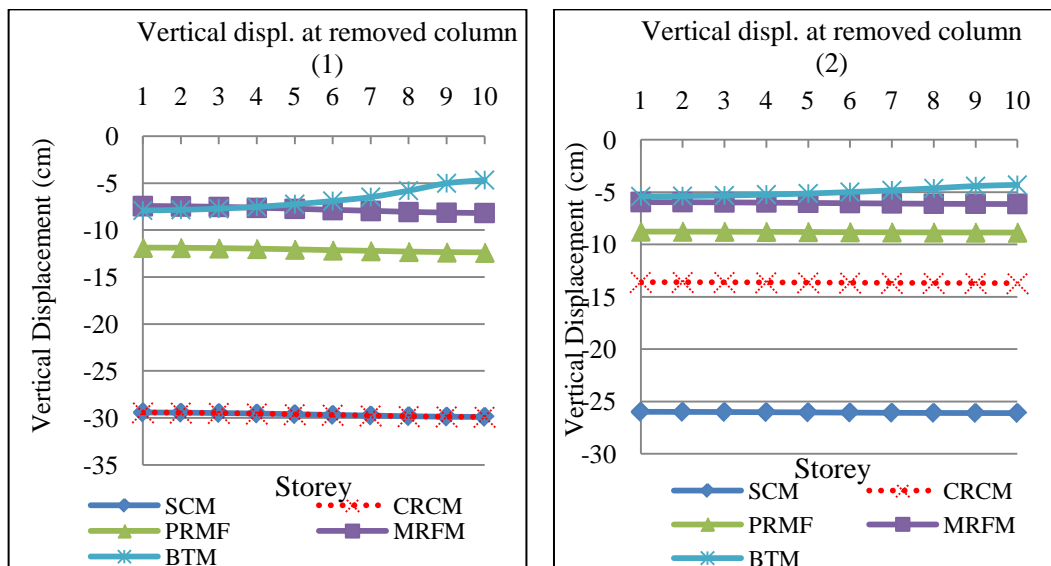 Vertical displ. at removed column
(1)
1 2 3 4 5 6 7 8 9 10
0
-5
-10
-15
-20
-25
-30
-35
Vertical Displacement (cm)
Storey
SCM CRCM
PRMF MRFM
BTM
Vertical displ. at removed column
(2)
1 2 3 4 5 6 7 8 9 10
0
-5
-10
-15
-20
-25
-30
Vertical Displacement (cm)
Storey
SCM CRCM
PRMF MRFM
BTM